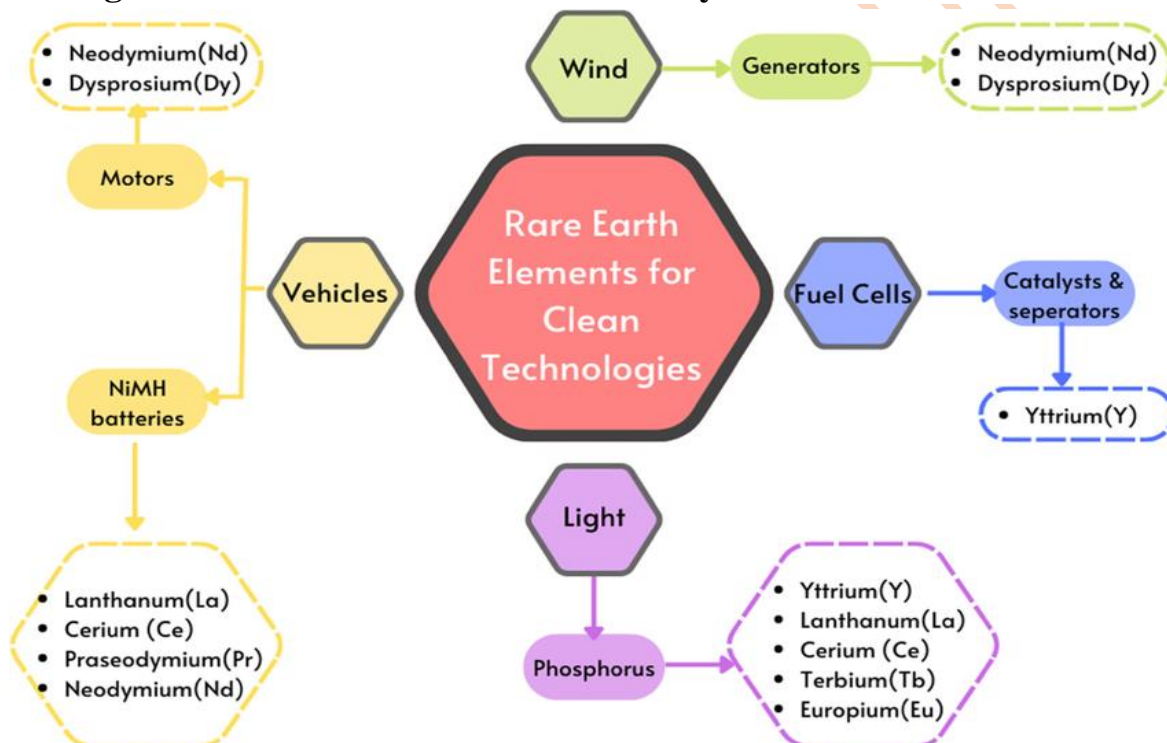 • Neodymium(Nd)
• Dysprosium(Dy)
Motors
Vehicles
NiMH
batteries
• Lanthanum(La)
• Cerium (Ce)
• Praseodymium(Pr)
• Neodymium(Nd)
Wind
Generators
• Neodymium(Nd)
• Dysprosium(Dy)
Rare Earth
Elements for
Clean
Technologies
Fuel Cells
Catalysts &
seperators
• Yttrium(Y)
Light
Phosphorus
• Yttrium(Y)
• Lanthanum(La)
• Cerium (Ce)
• Terbium(Tb)
• Europium(Eu)